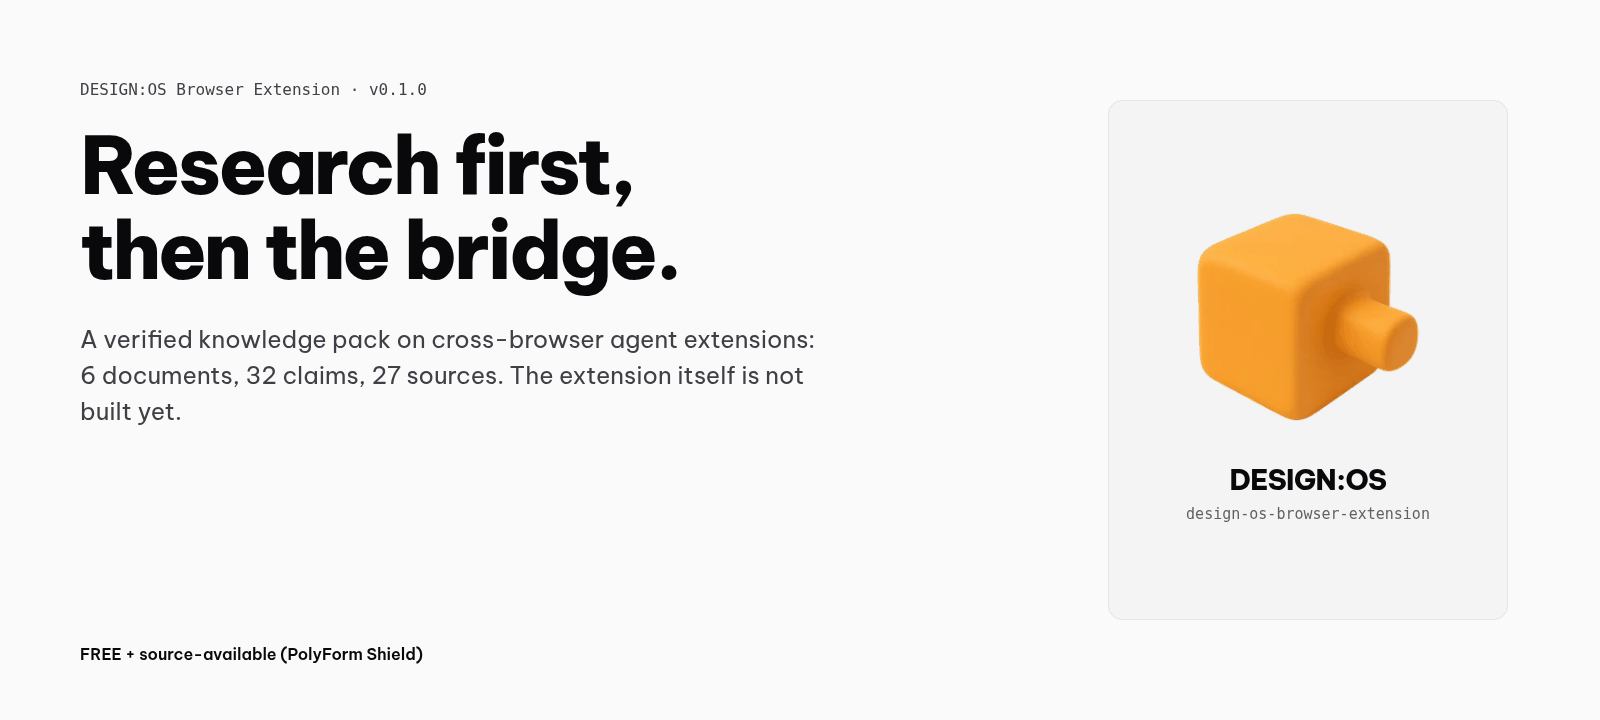 DESIGN:OS Browser Extension · v0.1.0
Research first,
then the bridge.
A verified knowledge pack on cross-browser agent extensions:
6 documents, 32 claims, 27 sources. The extension itself is not
built yet.
FREE + source-available (PolyForm Shield)
DESIGN:OS
design-os-browser-extension